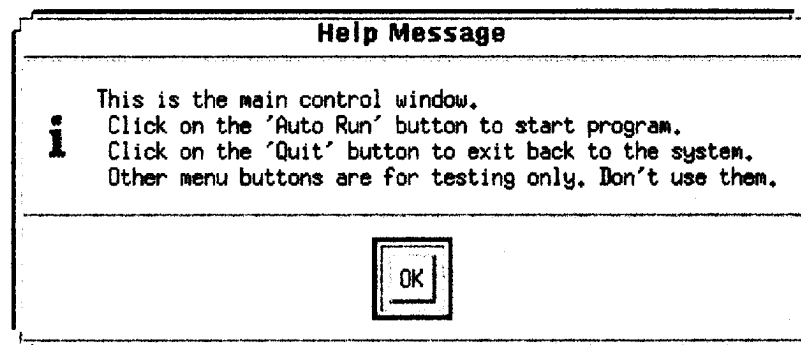 Help Message
This is the main control window.
Click on the 'Auto Run' button to start program.
Click on the 'Quit' button to exit back to the system.
Other menu buttons are for testing only. Don't use them.
OK